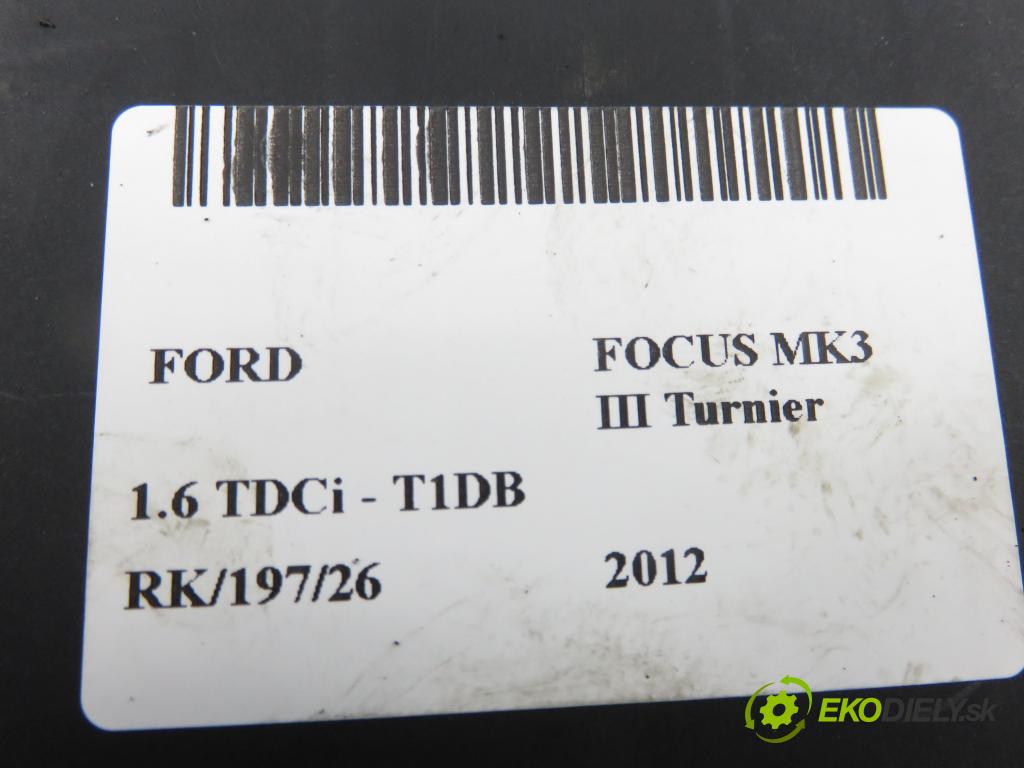 FORD
FOCUS MK3
III Turnier
1.6 TDCi - T1DB
RK/197/26
2012
EKODIELY.sk